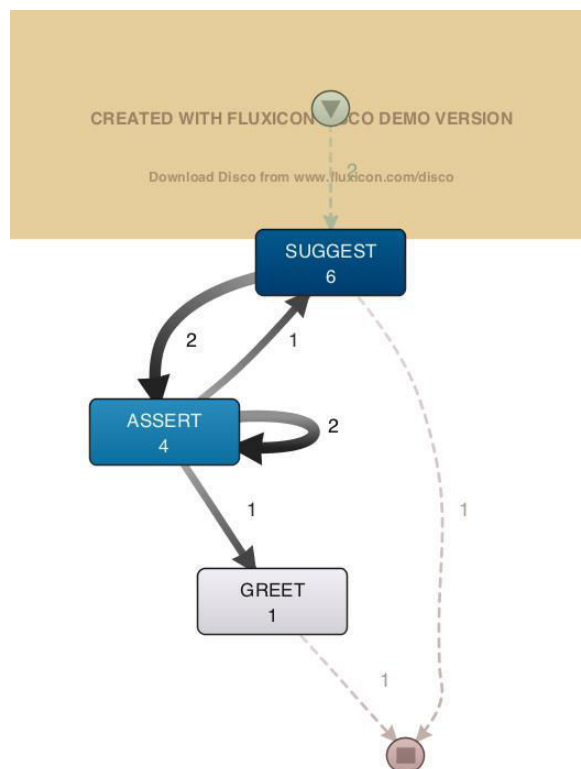 CREATED WITH FLUXICON DISCO DEMO VERSION
2
Download Disco from www.fluxicon.com/disco
SUGGEST
6
2
1
ASSERT
4
2
1
1
GREET
1
1